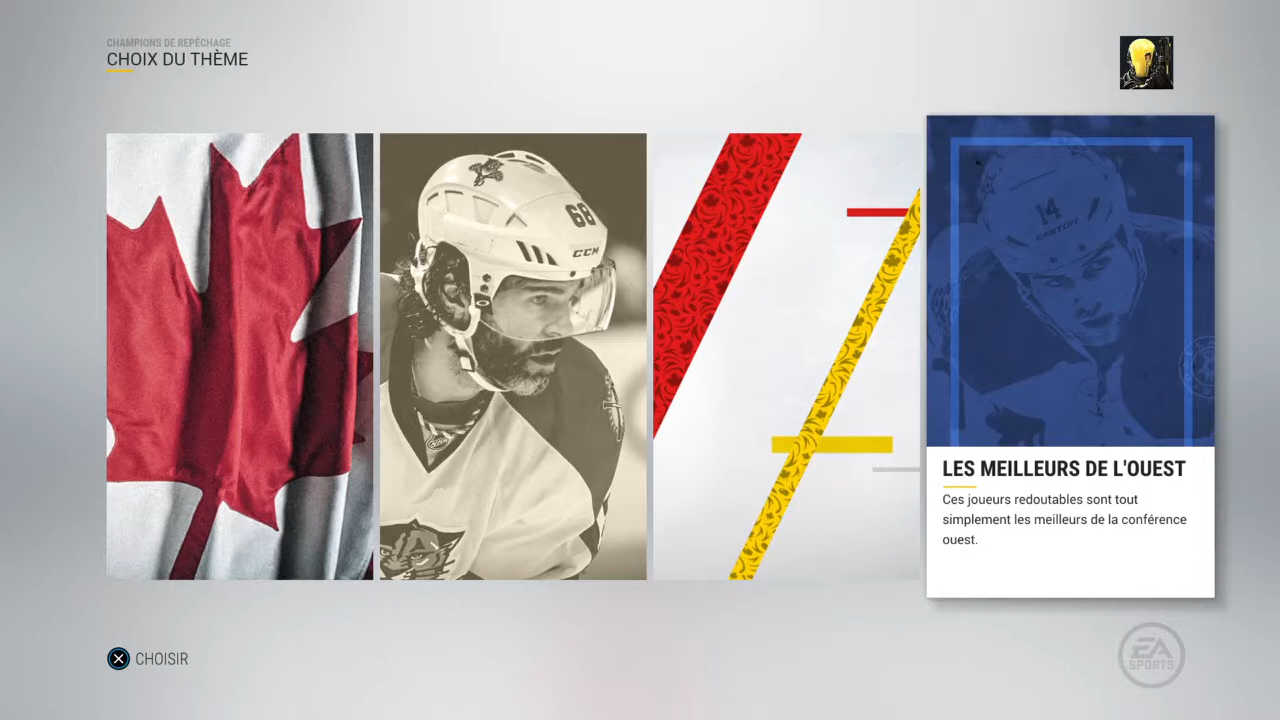 CHAMPIONS DE REPÊCHAGE
CHOIX DU THÈME
68
CCM
14
EASTON
LES MEILLEURS DE L'OUEST
Ces joueurs redoutables sont tout
simplement les meilleurs de la conférence
ouest.
CHOISIR
EA
SPORTS